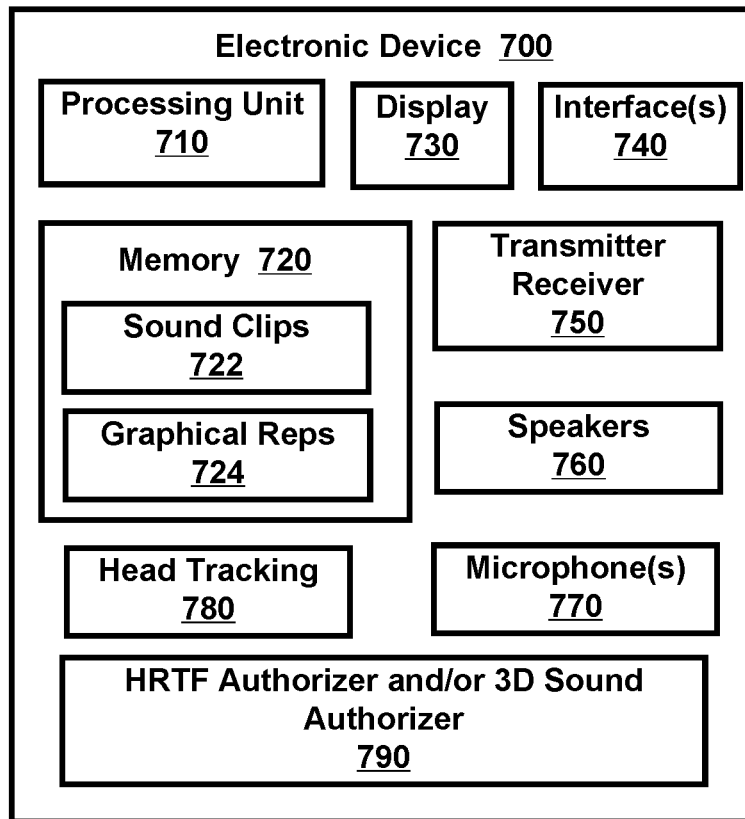 Electronic Device 700
Processing Unit
710
Display
730
Interface(s)
740
Memory 720
Sound Clips
722
Graphical Reps
724
Transmitter
Receiver
750
Speakers
760
Head Tracking
780
Microphone(s)
770
HRTF Authorizer and/or 3D Sound
Authorizer
790